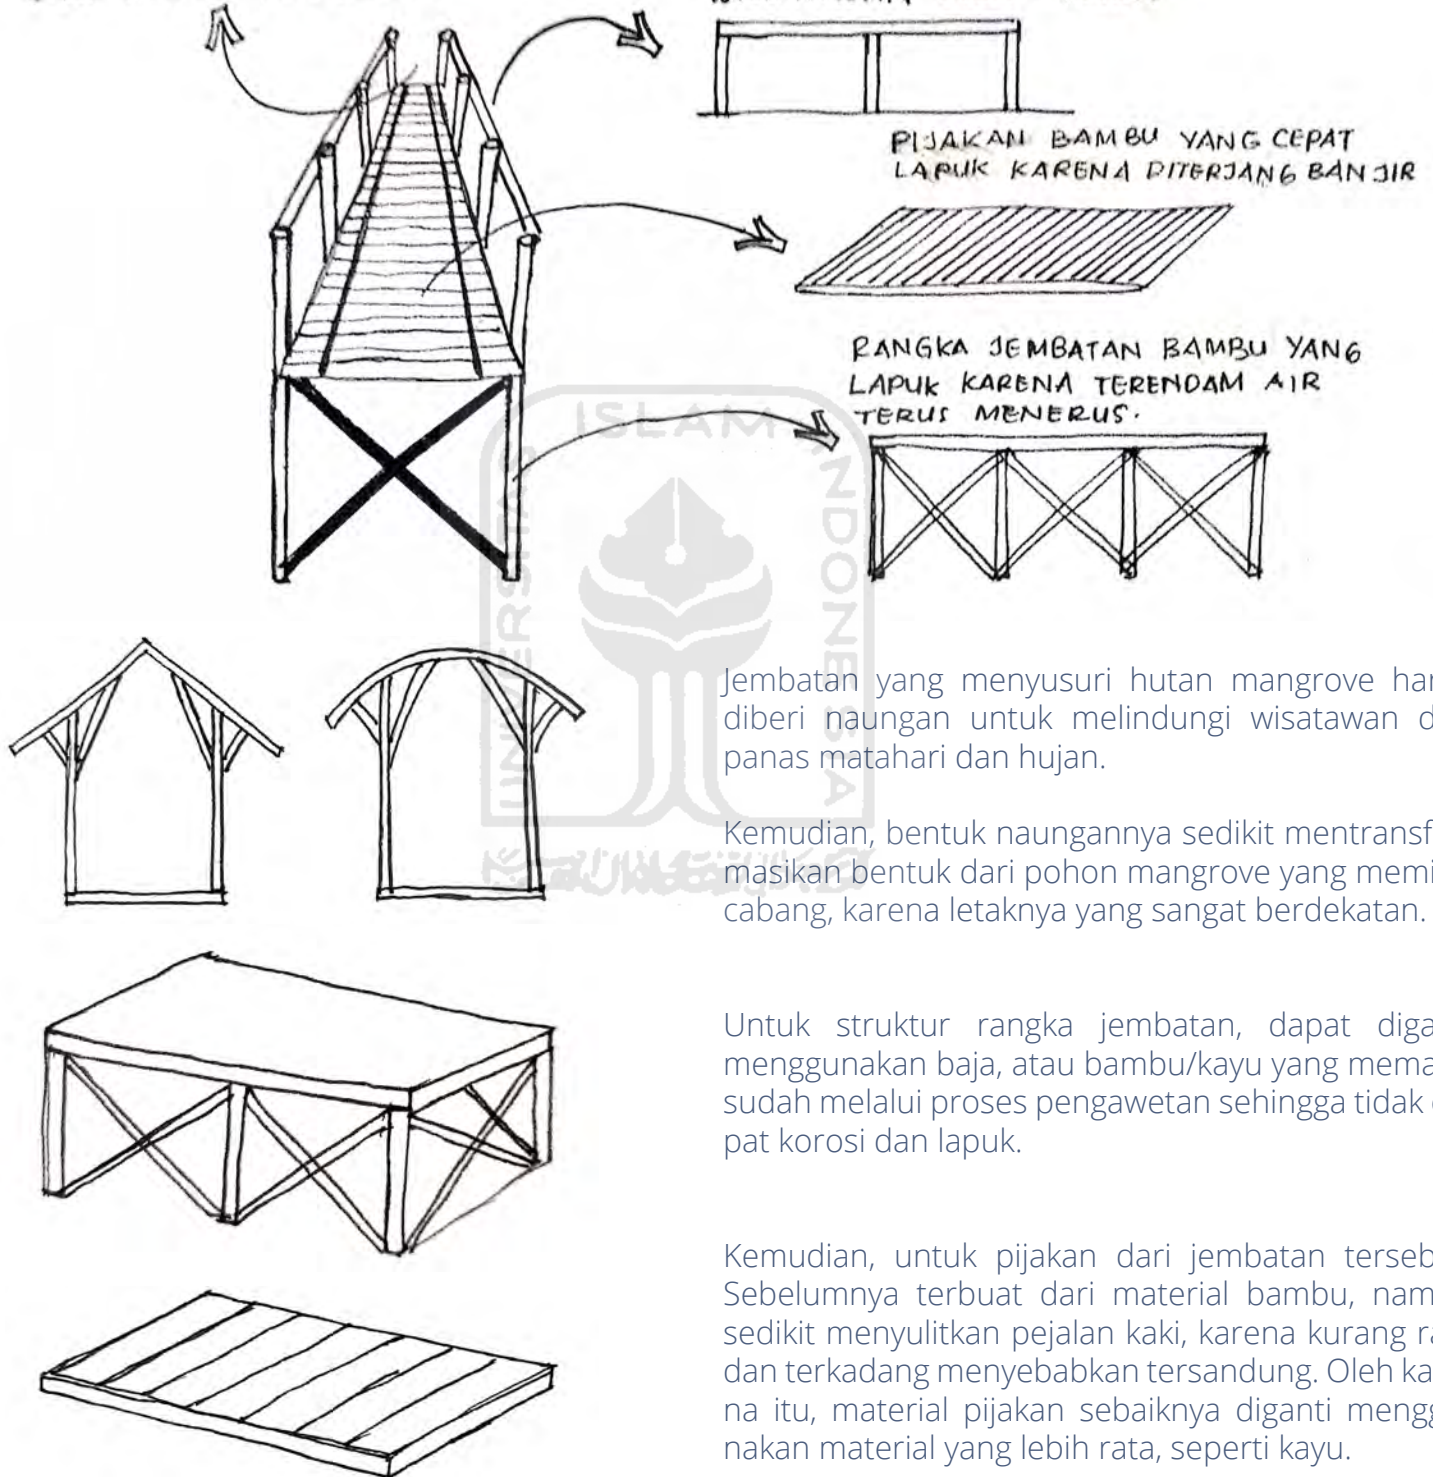 PIJAKAN BAMBU YANG CEPAT
LAPUK KARENA DITERJANG BANJIR
RANGKA JEMBATAN BAMBU YANG
LAPUK KARENA TERENDAM AIR
TERUS MENERUS.
UNIVERSITAS ISLAM INDONESIA
Jembatan yang menyusuri hutan mangrove har
diberi naungan untuk melindungi wisatawan d
panas matahari dan hujan.
Kemudian, bentuk naungannya sedikit mentransf
masikan bentuk dari pohon mangrove yang memi
cabang, karena letaknya yang sangat berdekatan.
Untuk struktur rangka jembatan, dapat diga
menggunakan baja, atau bambu/kayu yang mema
sudah melalui proses pengawetan sehingga tidak
pat korosi dan lapuk.
Kemudian, untuk pijakan dari jembatan terseb
Sebelumnya terbuat dari material bambu, nam
sedikit menyulitkan pejalan kaki, karena kurang ra
dan terkadang menyebabkan tersandung. Oleh ka
na itu, material pijakan sebaiknya diganti mengg
nakan material yang lebih rata, seperti kayu.